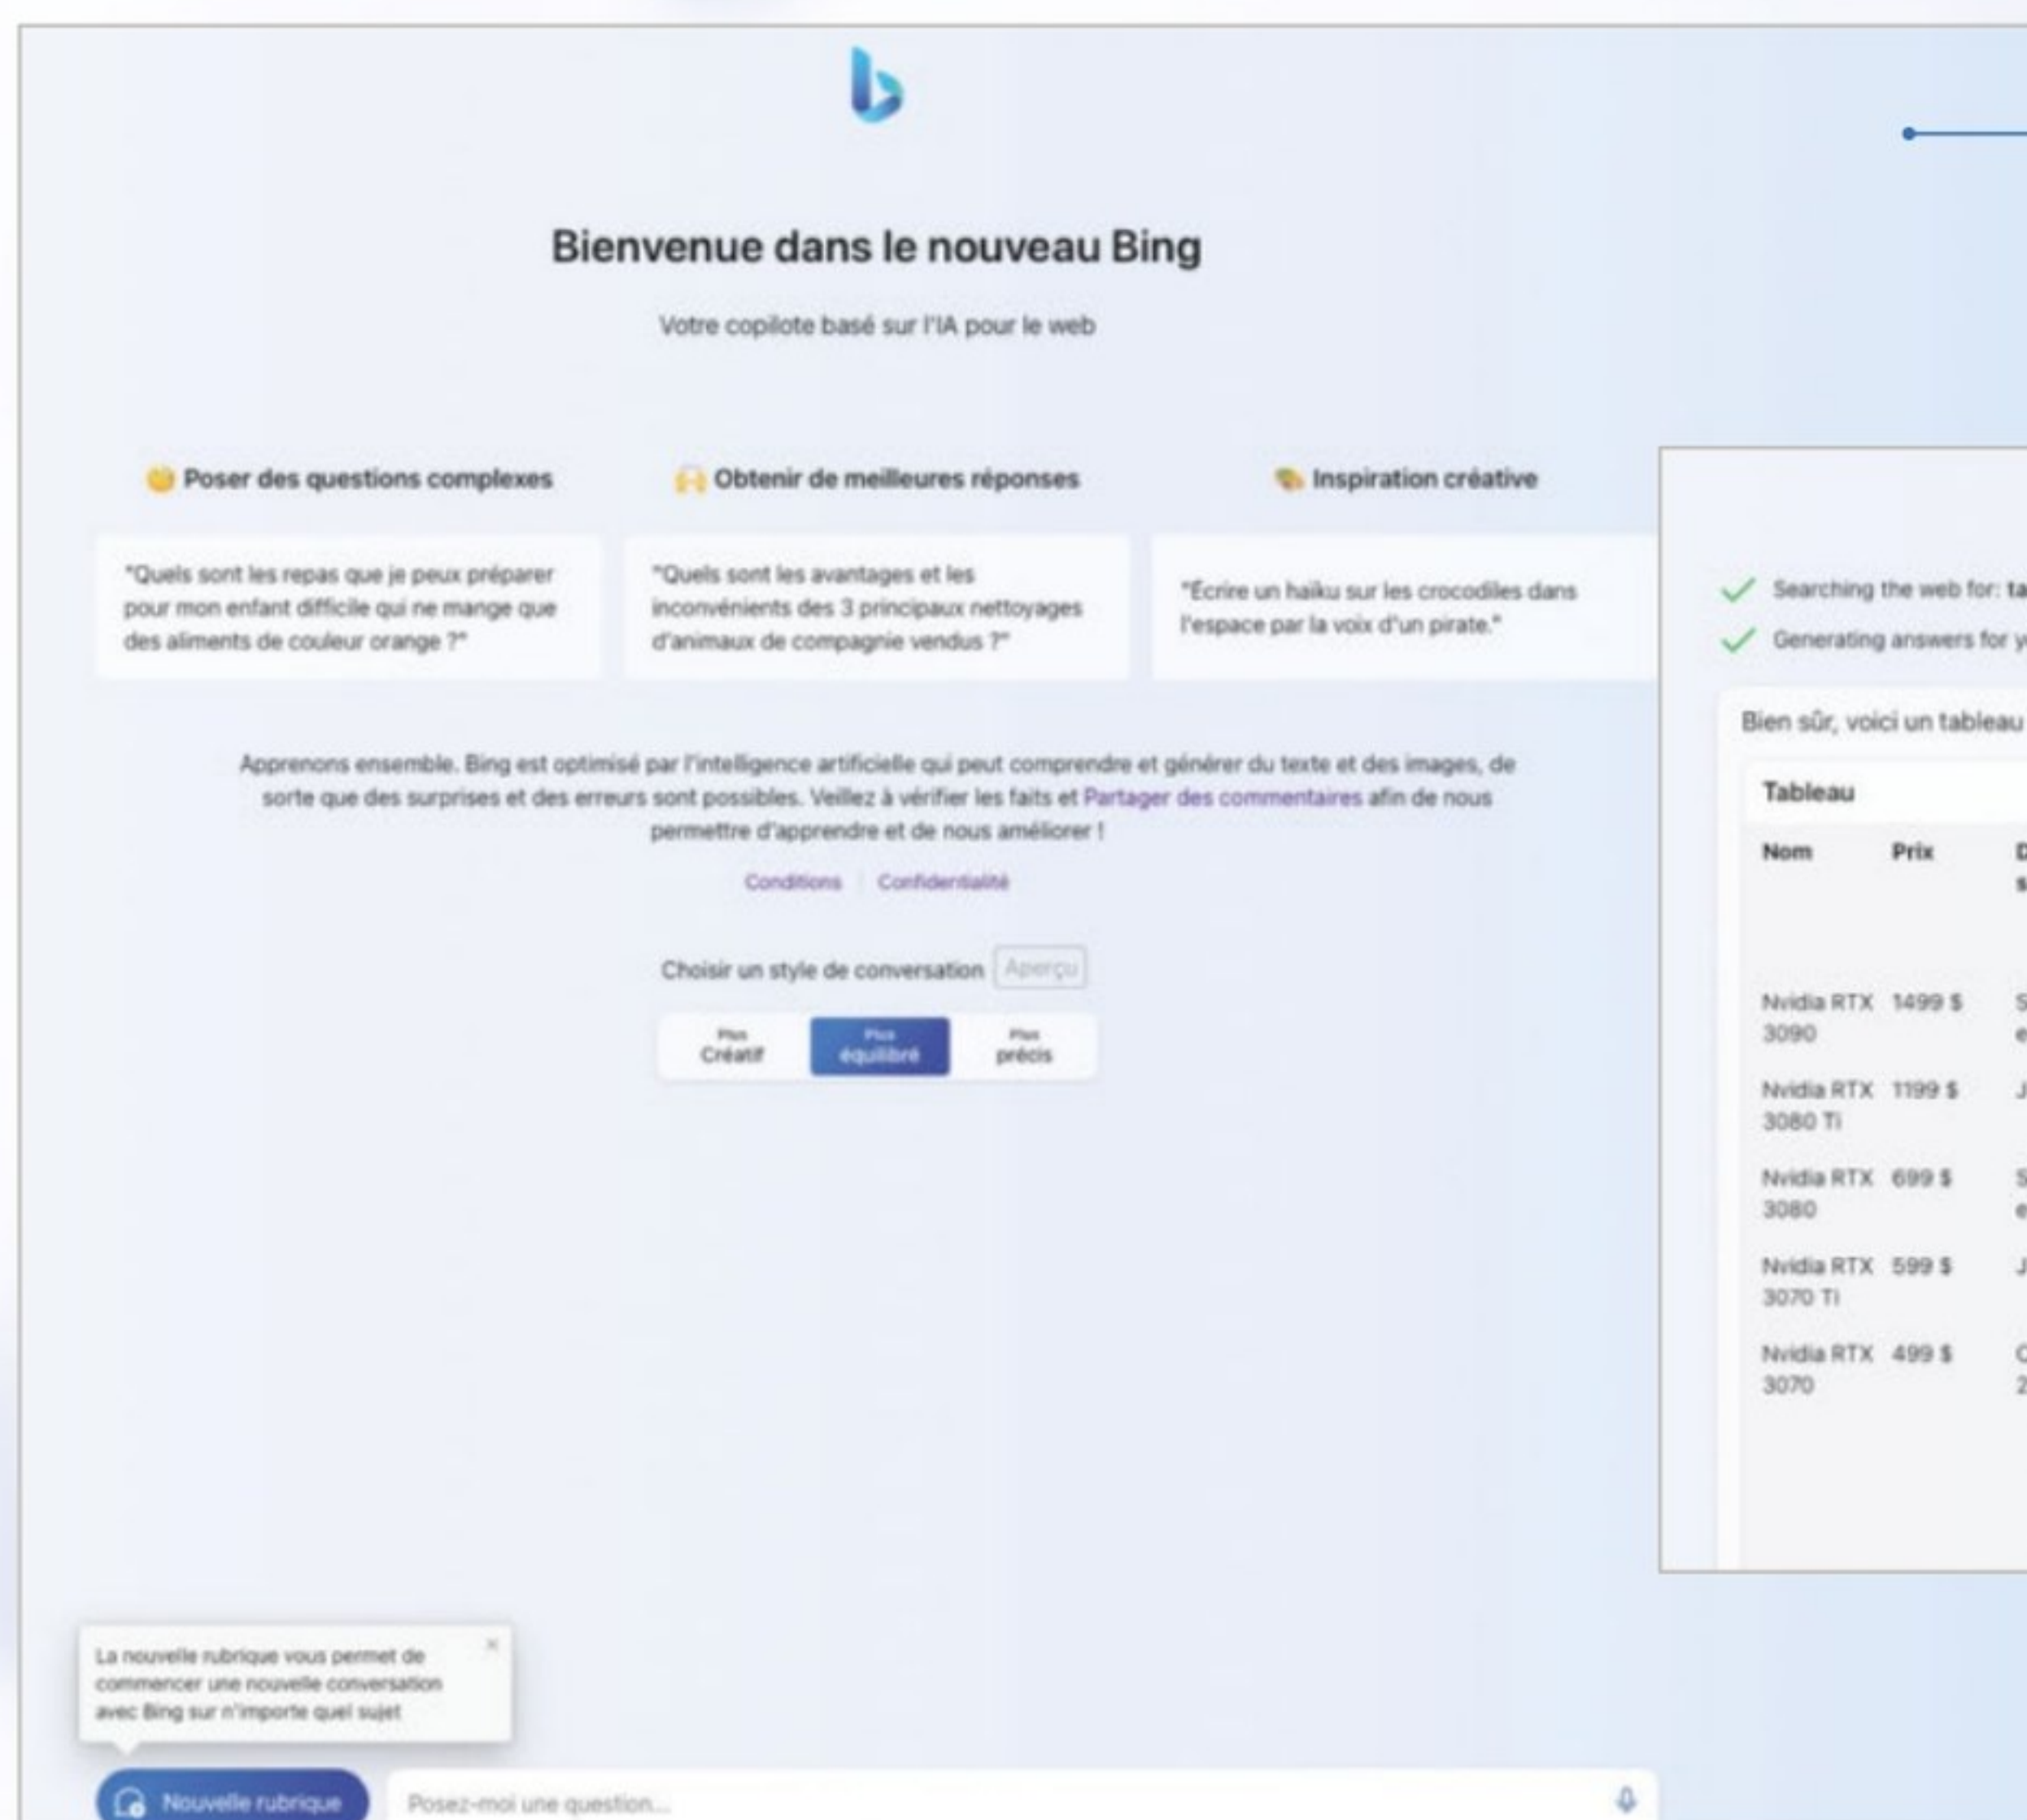 Bienvenue dans le nouveau Bing
Votre copilote basé sur l'IA pour le web
Poser des questions complexes
"Quels sont les repas que je peux préparer
pour mon enfant difficile qui ne mange que
des aliments de couleur orange ?"
Obtenir de meilleures réponses
"Quels sont les avantages et les
inconvénients des 3 principaux nettoyages
d'animaux de compagnie vendus ?"
Inspiration créative
"Écrire un haïku sur les crocodiles dans
l'espace par la voix d'un pirate."
Apprenons ensemble. Bing est optimisé par l'intelligence artificielle qui peut comprendre et générer du texte et des images, de
sorte que des surprises et des erreurs sont possibles. Veillez à vérifier les faits et Partager des commentaires afin de nous
permettre d'apprendre et de nous améliorer !
Conditions Confidentialité
Choisir un style de conversation Aperçu
Plus Créatif
Plus équilibré
Plus précis
La nouvelle rubrique vous permet de
commencer une nouvelle conversation
avec Bing sur n'importe quel sujet
Nouvelle rubrique
Posez-moi une question...
Searching the web for:
Generating answers for
Bien sûr, voici un tableau
Tableau
Nom Prix
Nvidia RTX 1499 $
3090
Nvidia RTX 1199 $
3080 Ti
Nvidia RTX 699 $
3080
Nvidia RTX 599 $
3070 Ti
Nvidia RTX 499 $
3070